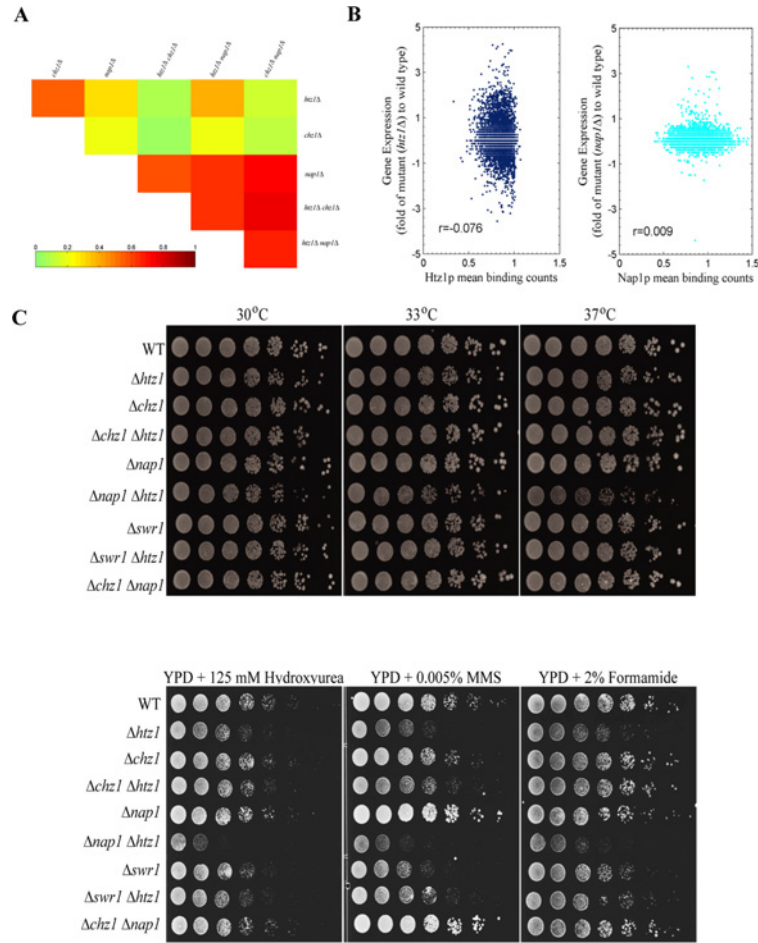 A
chz1Δ
nap1Δ
htz1Δ chz1Δ
htz1Δ nap1Δ
chz1Δ nap1Δ
htz1Δ
chz1Δ
nap1Δ
htz1Δ chz1Δ
htz1Δ nap1Δ
0 0.2 0.4 0.6 0.8 1
B
Gene Expression
(fold of mutant (htz1Δ) to wild type)
5
3
1
-1
-3
-5
r=-0.076
0 0.5 1 1.5
Htz1p mean binding counts
Gene Expression
(fold of mutant (nap1Δ) to wild type)
5
3
1
-1
-3
-5
r=0.009
0 0.5 1 1.5
Nap1p mean binding counts
C
30°C 33°C 37°C
WT
Δhtz1
Δchz1
Δchz1 Δhtz1
Δnap1
Δnap1 Δhtz1
Δswr1
Δswr1 Δhtz1
Δchz1 Δnap1
YPD + 125 mM Hydroxyurea YPD + 0.005% MMS YPD + 2% Formamide
WT
Δhtz1
Δchz1
Δchz1 Δhtz1
Δnap1
Δnap1 Δhtz1
Δswr1
Δswr1 Δhtz1
Δchz1 Δnap1